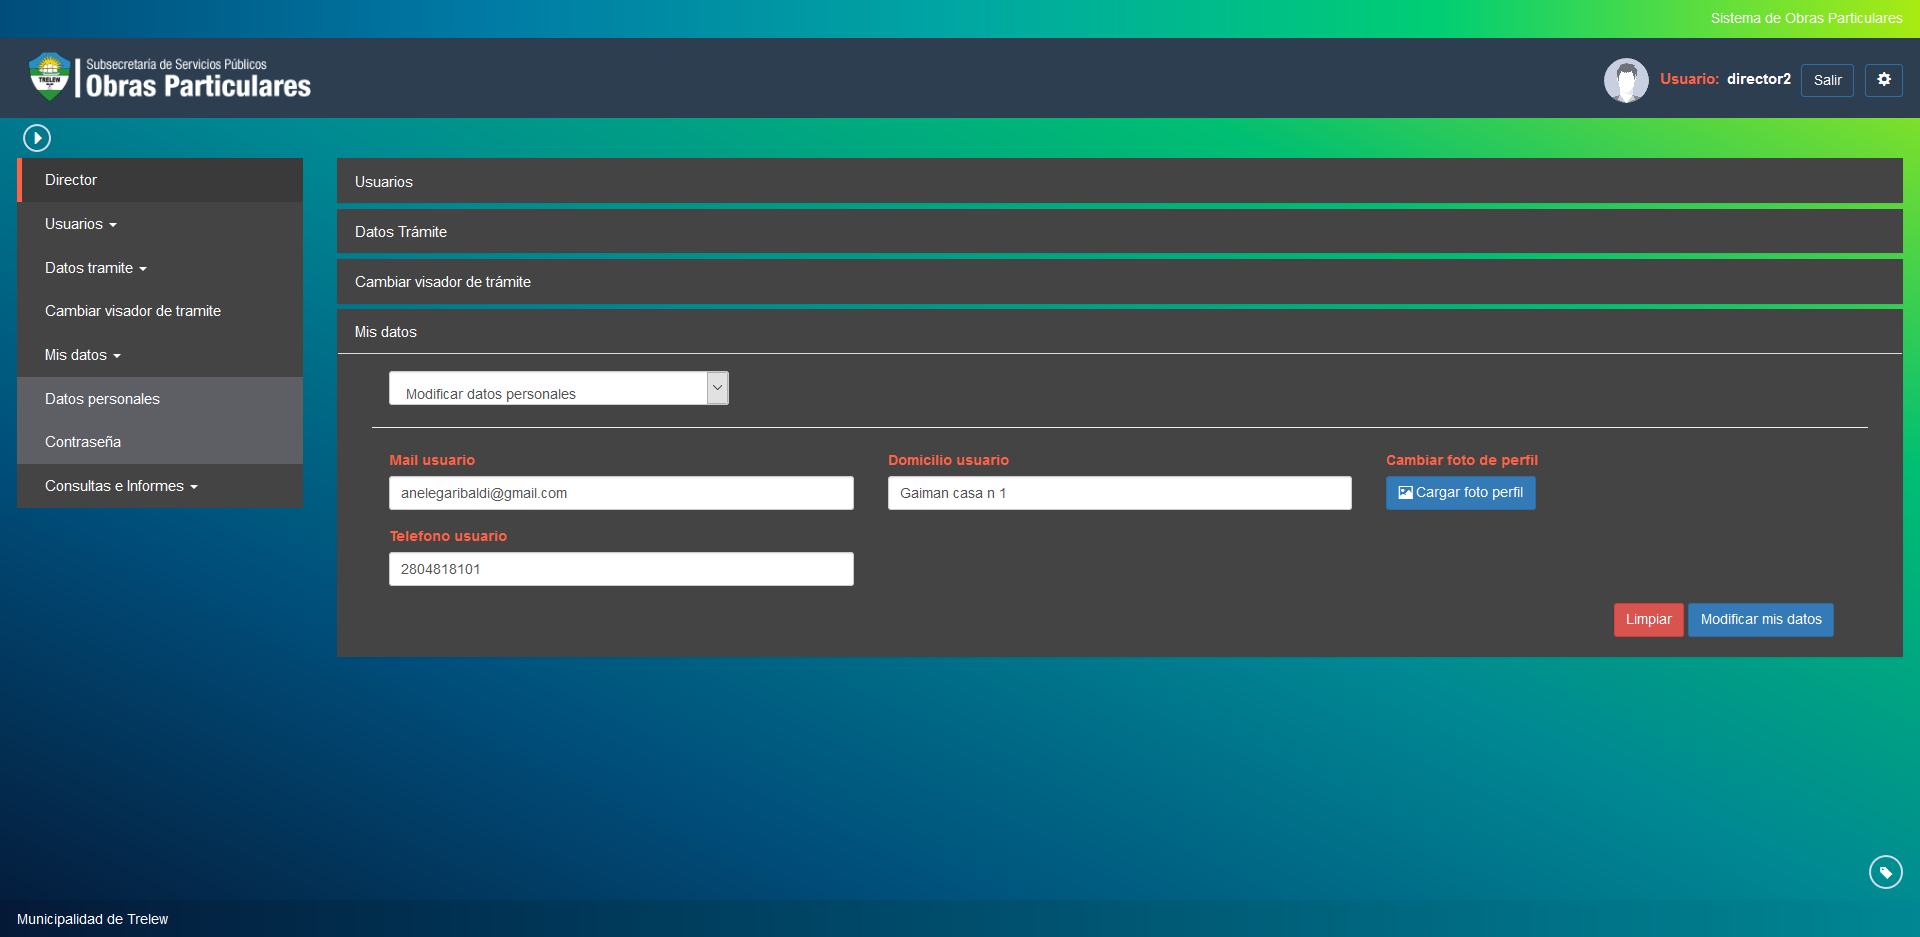 Sistema de Obras Particulares
TRELEW
Subsecretaría de Servicios Públicos
Obras Particulares
Usuario: director2
Salir
Director
Usuarios
Datos tramite
Cambiar visador de tramite
Mis datos
Datos personales
Contraseña
Consultas e Informes
Usuarios
Datos Trámite
Cambiar visador de trámite
Mis datos
Modificar datos personales
Mail usuario
anelegaribaldi@gmail.com
Domicilio usuario
Gaiman casa n 1
Cambiar foto de perfil
Cargar foto perfil
Telefono usuario
2804818101
Limpiar
Modificar mis datos
Municipalidad de Trelew